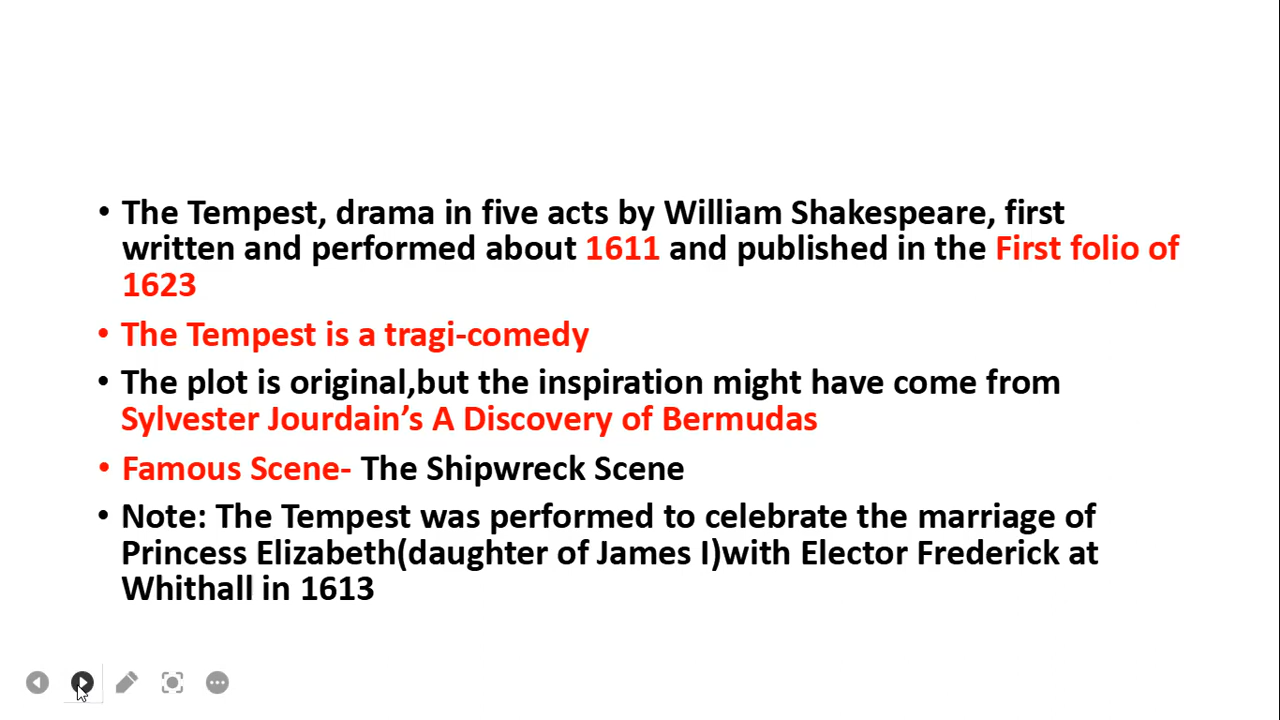 • The Tempest, drama in five acts by William Shakespeare, first
written and performed about 1611 and published in the First folio of
1623
• The Tempest is a tragi-comedy
• The plot is original,but the inspiration might have come from
Sylvester Jourdain’s A Discovery of Bermudas
• Famous Scene- The Shipwreck Scene
• Note: The Tempest was performed to celebrate the marriage of
Princess Elizabeth(daughter of James I)with Elector Frederick at
Whithall in 1613